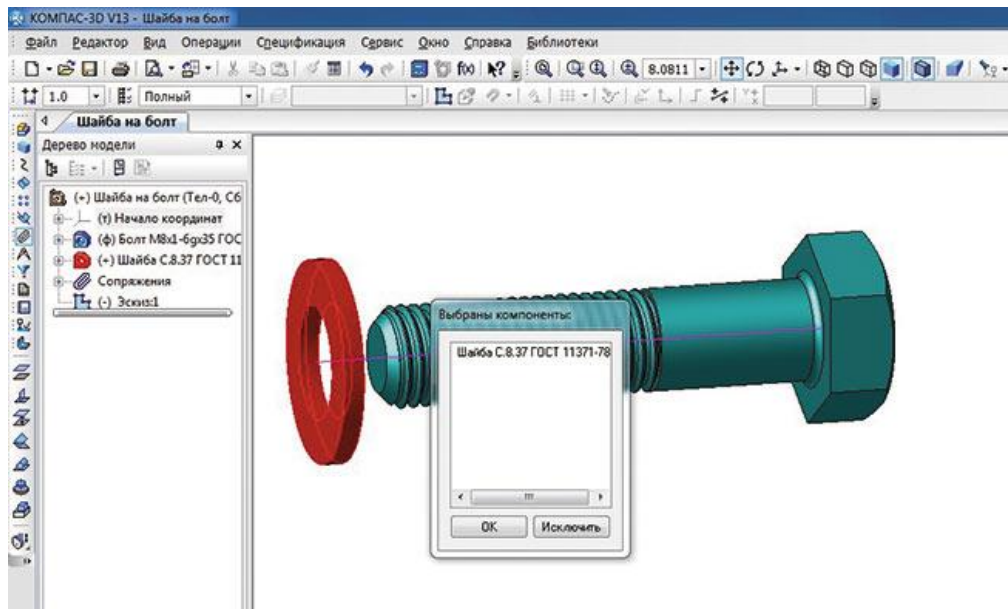 КОМПАС-3D V13 - Шайба на болт
Файл Редактор Вид Операции Спецификация Сервис Окно Справка Библиотеки
f(x) 8.0811
1.0 Полный
Шайба на болт
Дерево модели
(+) Шайба на болт (Тел-0, Сб
(т) Начало координат
(ф) Болт М8х1-6gх35 ГОС
(+) Шайба С.8.37 ГОСТ 11
Сопряжения
(-) Эскиз:1
Выбраны компоненты:
Шайба С.8.37 ГОСТ 11371-78
ОК Исключить